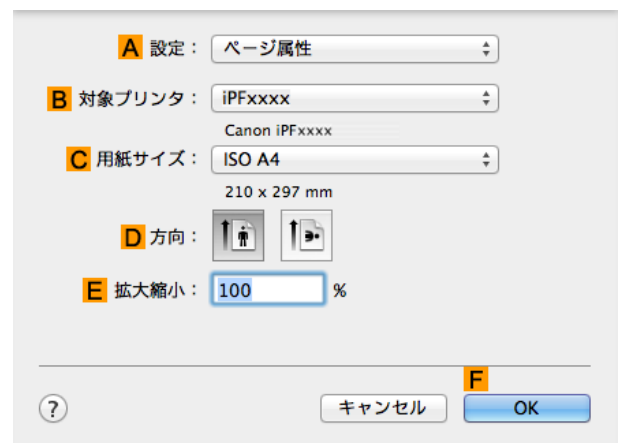 A 設定： ページ属性
B 対象プリンタ： iPFxxxx
Canon iPFxxxx
C 用紙サイズ： ISO A4
210 x 297 mm
D 方向：
E 拡大縮小： 100 %
F
? キャンセル OK